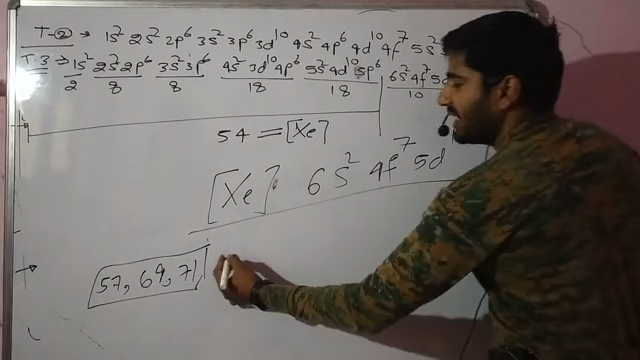 T-② → 1s² 2s² 2p⁶ 3s² 3p⁶ 3d¹⁰ 4s² 4p⁶ 4d¹⁰ 4f⁷ 5s²
T-3 → 1s² 2s² 2p⁶ 3s² 3p⁶ 4s² 3d¹⁰ 4p⁶ 5s² 4d¹⁰ 5p⁶ 6s² 4f⁷ 5d
2 8 8 18 18 10
54 = [Xe]
[Xe] 6s² 4f⁷ 5d
57, 64, 71,